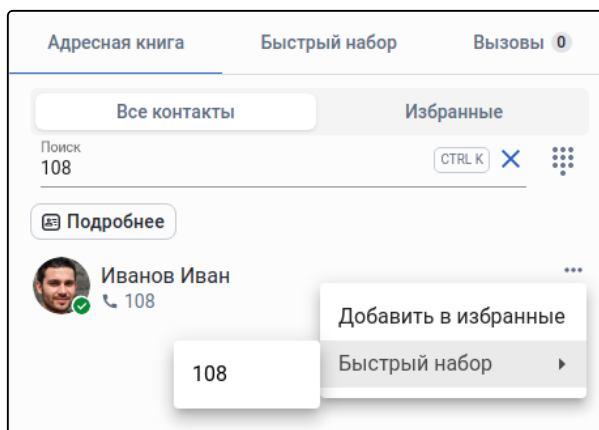 Адресная книга Быстрый набор Вызовы 0
Все контакты Избранные
Поиск
108 CTRL K
Подробнее
Иванов Иван
108
Добавить в избранные
Быстрый набор
108